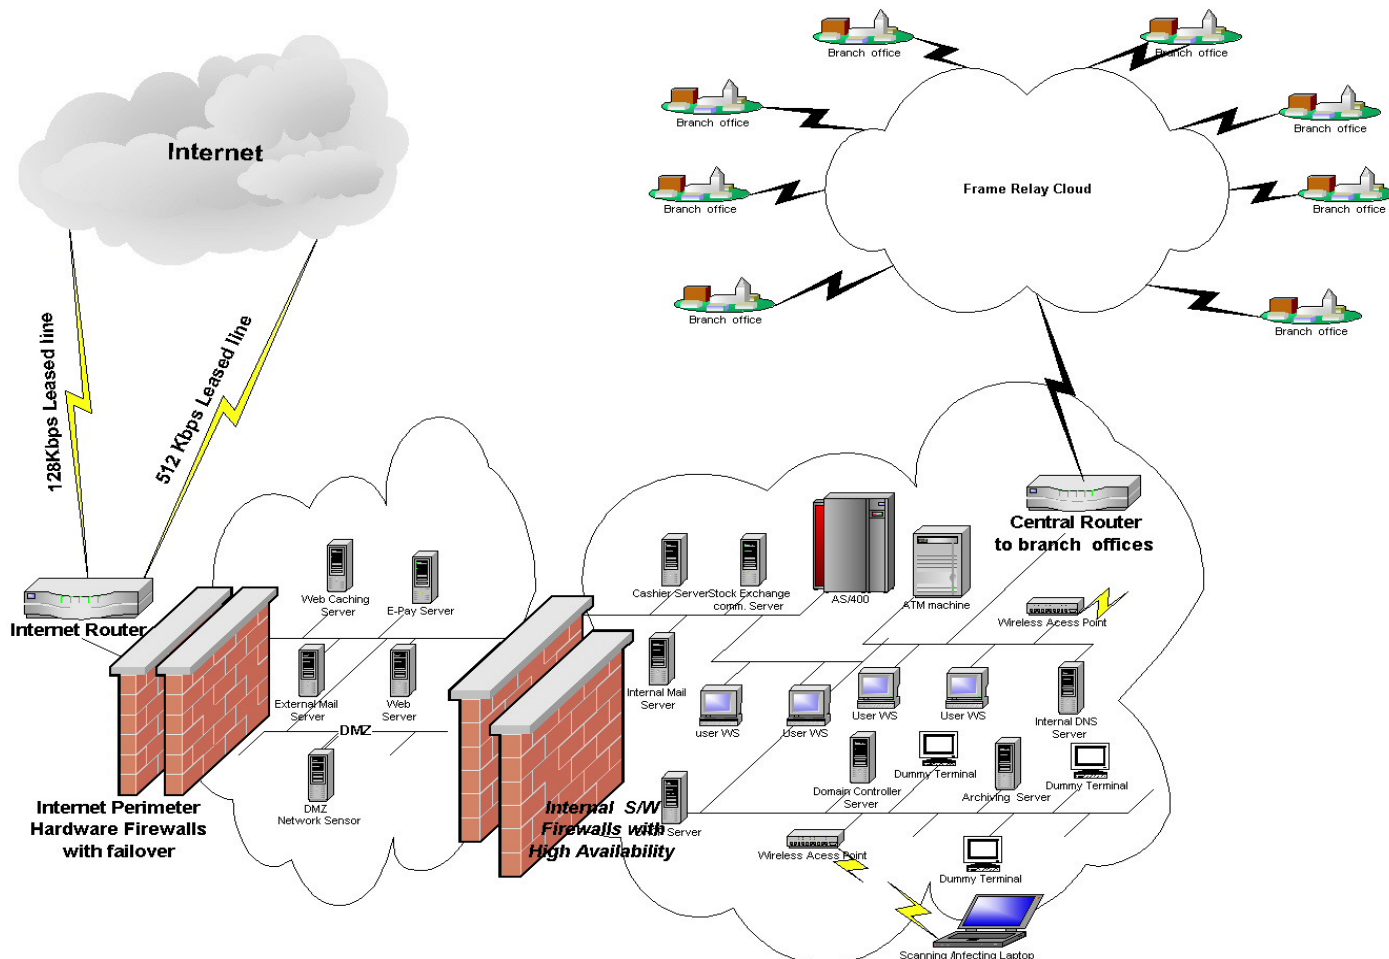 Branch office
Branch office
Branch office
Branch office
Internet
Frame Relay Cloud
Branch office
Branch office
Branch office
Branch office
128Kbps Leased line
512 Kbps Leased line
Central Router
to branch offices
Web Caching
Server
E-Pay Server
Cashier Server
Stock Exchange
comm. Server
AS/400
ATM machine
Wireless Acess Point
Internet Router
External Mail
Server
Web
Server
Internal Mail
Server
user WS
User WS
User WS
User WS
Internal DNS
Server
DMZ
DMZ
Network Sensor
Domain Controller
Server
Dummy Terminal
Archiving Server
Dummy Terminal
Internet Perimeter
Hardware Firewalls
with failover
Internal S/W
Firewalls with
High Availability
Server
Wireless Acess Point
Dummy Terminal
Scanning /Infecting Laptop